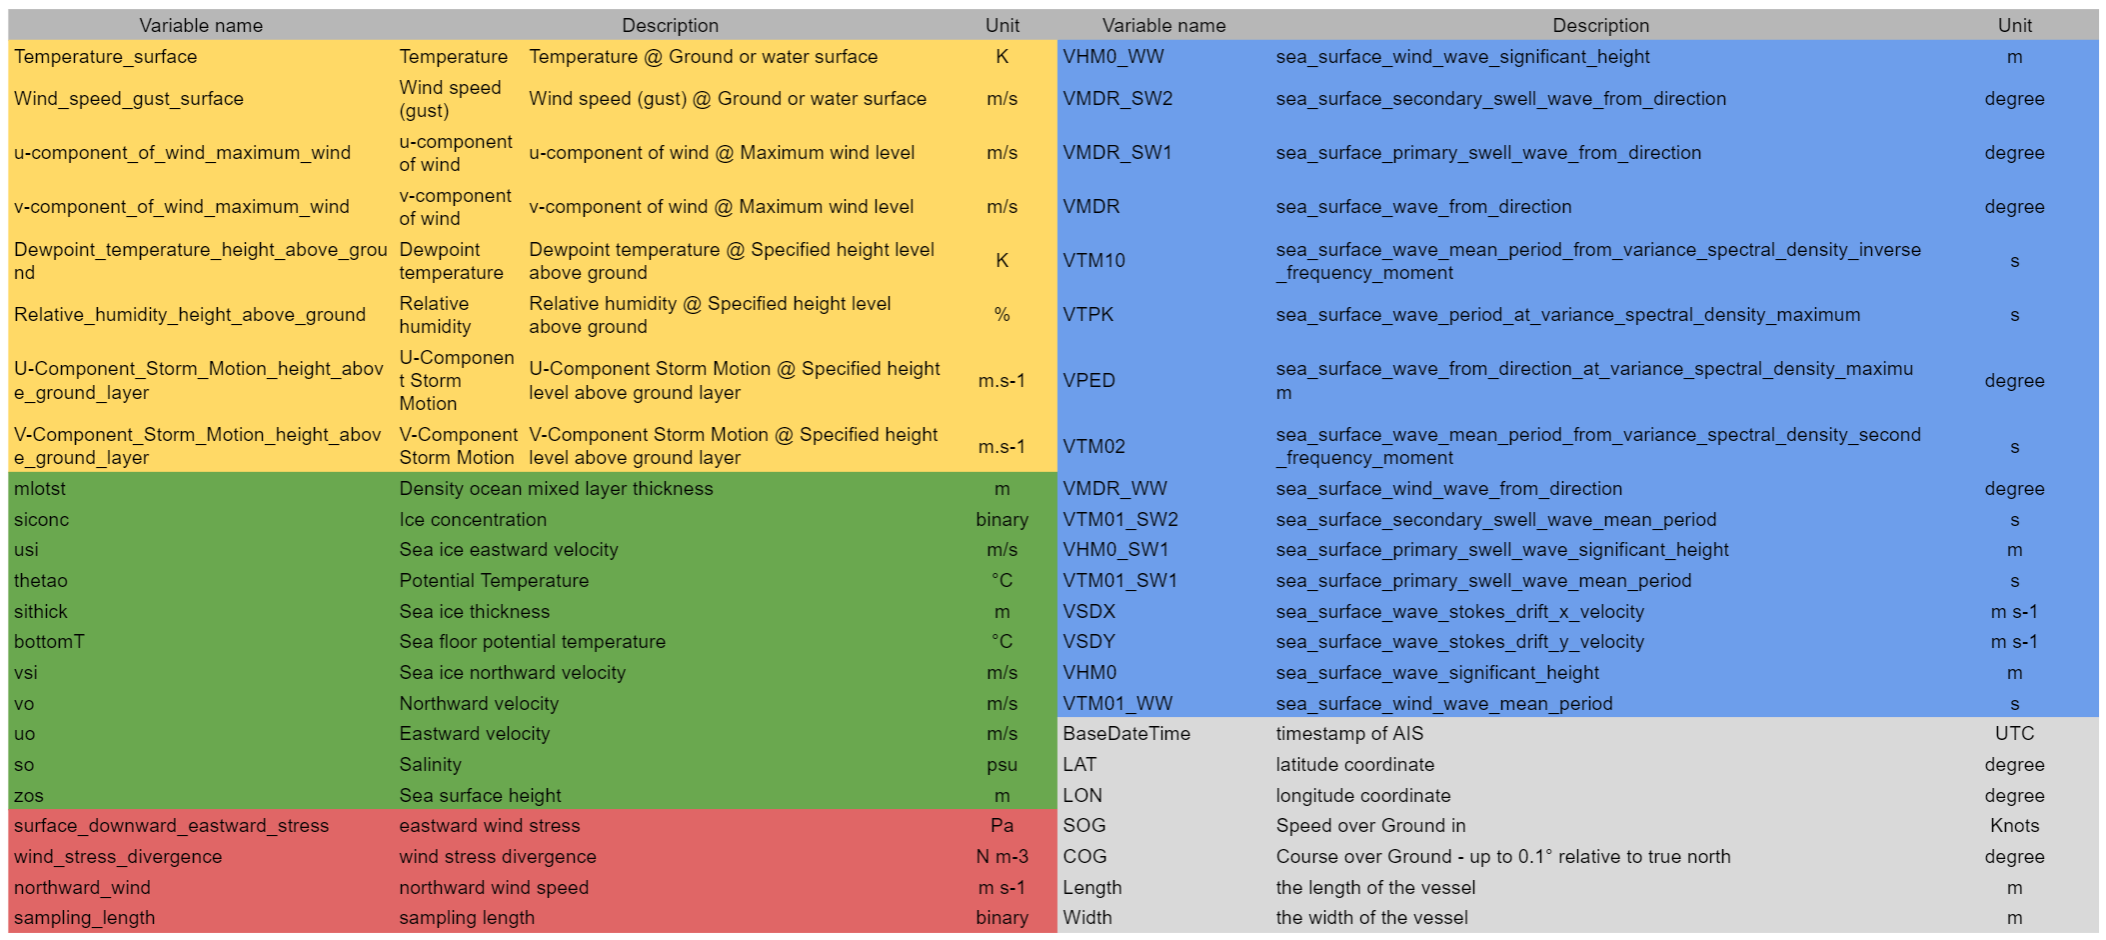 Variable name Description Unit Variable name Description Unit
Temperature_surface Temperature Temperature @ Ground or water surface K VHM0_WW sea_surface_wind_wave_significant_height m
Wind_speed_gust_surface Wind speed (gust) Wind speed (gust) @ Ground or water surface m/s VMDR_SW2 sea_surface_secondary_swell_wave_from_direction degree
u-component_of_wind_maximum_wind u-component of wind u-component of wind @ Maximum wind level m/s VMDR_SW1 sea_surface_primary_swell_wave_from_direction degree
v-component_of_wind_maximum_wind v-component of wind v-component of wind @ Maximum wind level m/s VMDR sea_surface_wave_from_direction degree
Dewpoint_temperature_height_above_ground Dewpoint temperature Dewpoint temperature @ Specified height level above ground K VTM10 sea_surface_wave_mean_period_from_variance_spectral_density_inverse_frequency_moment s
Relative_humidity_height_above_ground Relative humidity Relative humidity @ Specified height level above ground % VTPK sea_surface_wave_period_at_variance_spectral_density_maximum s
U-Component_Storm_Motion_height_above_ground_layer U-Component Storm Motion U-Component Storm Motion @ Specified height level above ground layer m.s-1 VPED sea_surface_wave_from_direction_at_variance_spectral_density_maximum degree
V-Component_Storm_Motion_height_above_ground_layer V-Component Storm Motion V-Component Storm Motion @ Specified height level above ground layer m.s-1 VTM02 sea_surface_wave_mean_period_from_variance_spectral_density_second_frequency_moment s
mlotst Density ocean mixed layer thickness m VMDR_WW sea_surface_wind_wave_from_direction degree
siconc Ice concentration binary VTM01_SW2 sea_surface_secondary_swell_wave_mean_period s
usi Sea ice eastward velocity m/s VHM0_SW1 sea_surface_primary_swell_wave_significant_height m
thetao Potential Temperature °C VTM01_SW1 sea_surface_primary_swell_wave_mean_period s
sithick Sea ice thickness m VSDX sea_surface_wave_stokes_drift_x_velocity m s-1
bottomT Sea floor potential temperature °C VSDY sea_surface_wave_stokes_drift_y_velocity m s-1
vsi Sea ice northward velocity m/s VHM0 sea_surface_wave_significant_height m
vo Northward velocity m/s VTM01_WW sea_surface_wind_wave_mean_period s
uo Eastward velocity m/s BaseDateTime timestamp of AIS UTC
so Salinity psu LAT latitude coordinate degree
zos Sea surface height m LON longitude coordinate degree
surface_downward_eastward_stress eastward wind stress Pa SOG Speed over Ground in Knots
wind_stress_divergence wind stress divergence N m-3 COG Course over Ground - up to 0.1° relative to true north degree
northward_wind northward wind speed m s-1 Length the length of the vessel m
sampling_length sampling length binary Width the width of the vessel m